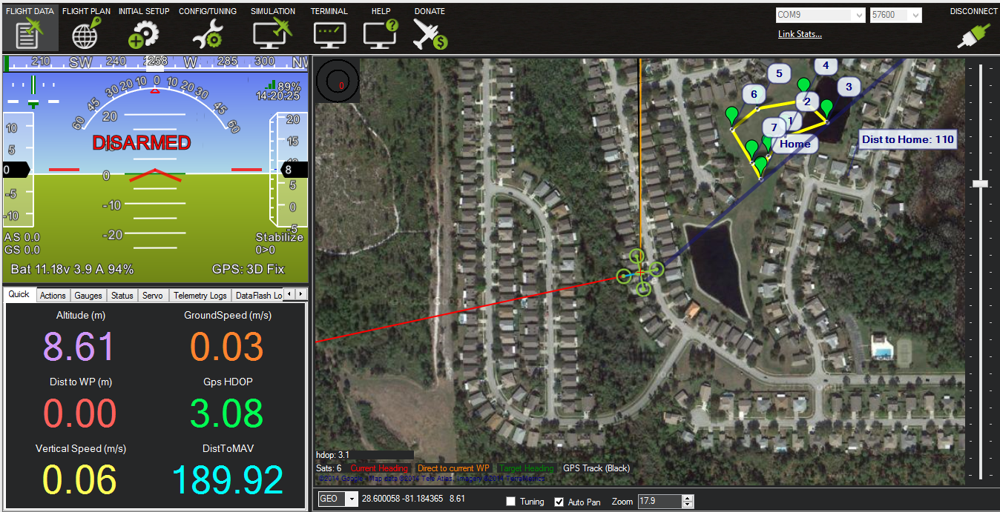 FLIGHT DATA FLIGHT PLAN INITIAL SETUP CONFIG/TUNING SIMULATION TERMINAL HELP DONATE
COM9 57600 DISCONNECT
Link Stats...
210 SW 240 258 W 285 300 NW
60 45 30 20 10 0 10 20 30 45 60
89%
14:20:25
20
DISARMED
10 5 0 -5 -10
0
-10
-20
20 15 8 5 0 -5
AS 0.0
GS 0.0
Stabilize
0>0
Bat 11.18v 3.9 A 94% GPS: 3D Fix
Quick Actions Gauges Status Servo Telemetry Logs DataFlash Lo
Altitude (m) GroundSpeed (m/s)
8.61 0.03
Dist to WP (m) Gps HDOP
0.00 3.08
Vertical Speed (m/s) DistToMAV
0.06 189.92
0
4
5
3
6
2
1
7
Home
Dist to Home: 110
hdop: 3.1
Sats: 6 Current Heading Direct to current WP Target Heading GPS Track (Black)
©2014 Google - Map data ©2014 Tele Atlas, Imagery ©2014 TerraMetrics
GEO 28.600058 -81.184365 8.61 Tuning Auto Pan Zoom 17.9